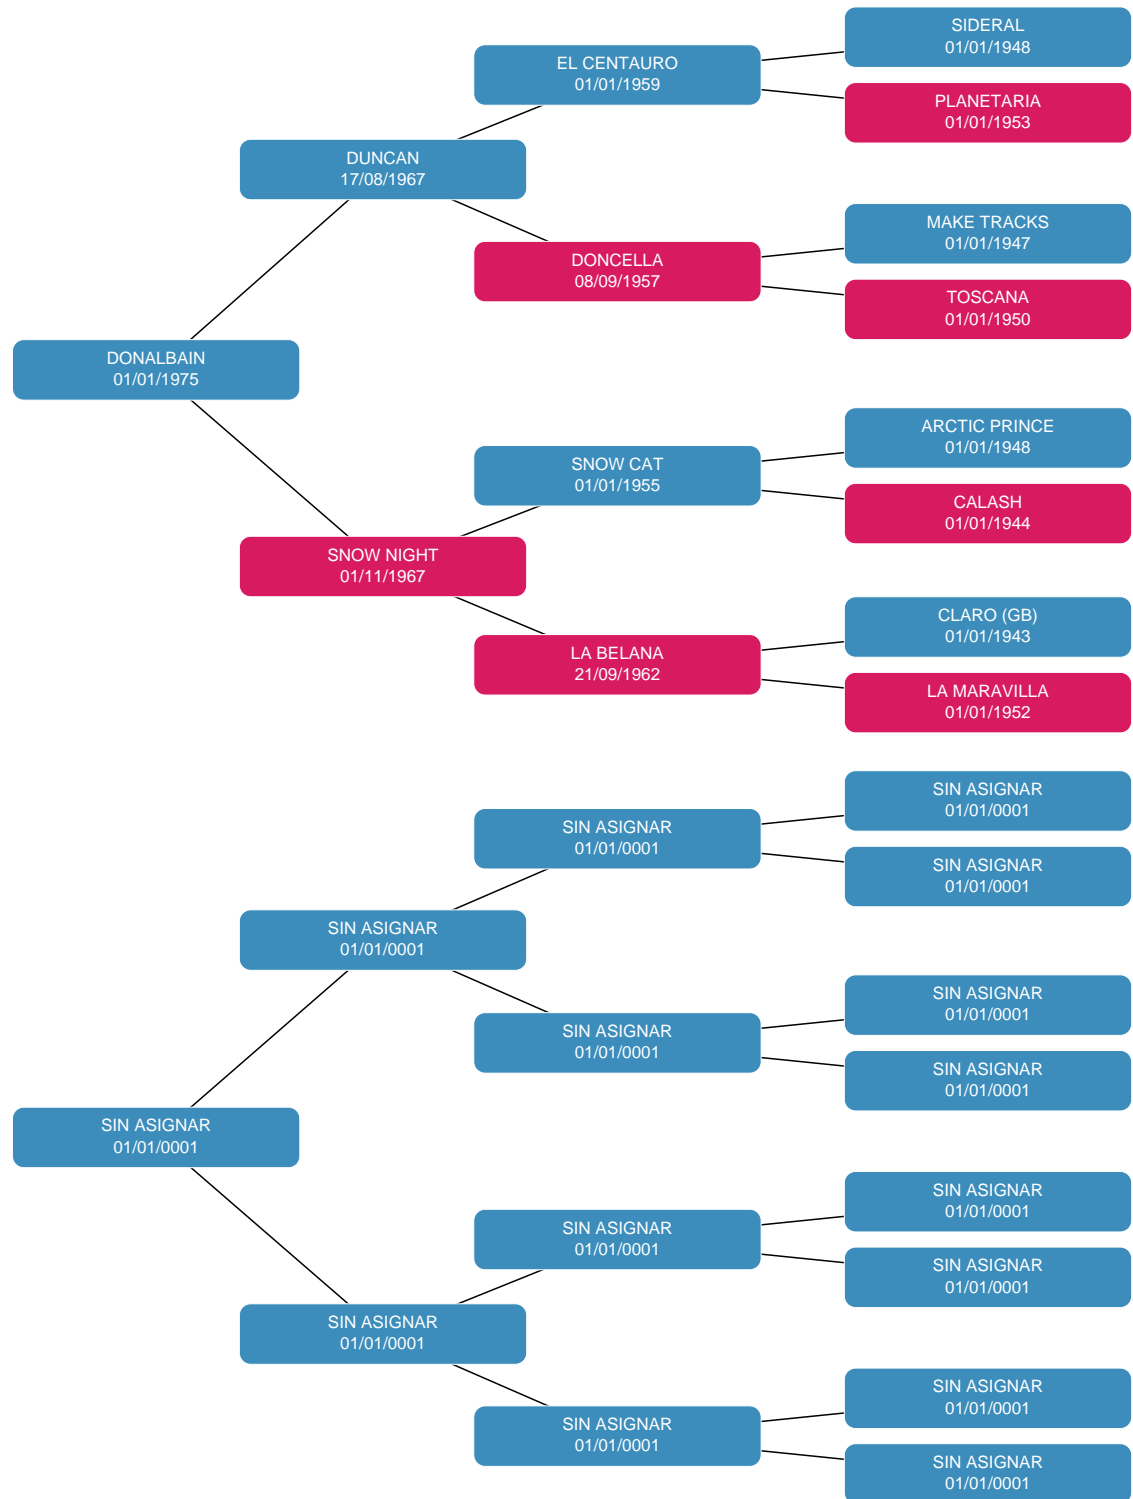 SIDERAL
01/01/1948
EL CENTAURO
01/01/1959
PLANETARIA
01/01/1953
DUNCAN
17/08/1967
MAKE TRACKS
01/01/1947
DONCELLA
08/09/1957
TOSCANA
01/01/1950
DONALBAIN
01/01/1975
ARCTIC PRINCE
01/01/1948
SNOW CAT
01/01/1955
CALASH
01/01/1944
SNOW NIGHT
01/11/1967
CLARO (GB)
01/01/1943
LA BELANA
21/09/1962
LA MARAVILLA
01/01/1952
SIN ASIGNAR
01/01/0001
SIN ASIGNAR
01/01/0001
SIN ASIGNAR
01/01/0001
SIN ASIGNAR
01/01/0001
SIN ASIGNAR
01/01/0001
SIN ASIGNAR
01/01/0001
SIN ASIGNAR
01/01/0001
SIN ASIGNAR
01/01/0001
SIN ASIGNAR
01/01/0001
SIN ASIGNAR
01/01/0001
SIN ASIGNAR
01/01/0001
SIN ASIGNAR
01/01/0001
SIN ASIGNAR
01/01/0001
SIN ASIGNAR
01/01/0001
SIN ASIGNAR
01/01/0001